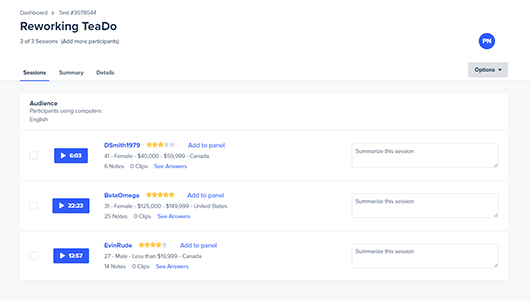 Dashboard ▶ Test #3078544
Reworking TeaDo
3 of 3 Sessions (Add more participants)
PN
Sessions Summary Details
Options
Audience
Participants using computers
English
6:03
DSmith1979 Add to panel
41 - Female - $40,000 - $59,999 - Canada
6 Notes 0 Clips See Answers
Summarize this session
22:23
BetaOmega Add to panel
31 - Female - $125,000 - $149,999 - United States
25 Notes 0 Clips See Answers
Summarize this session
12:57
EvinRude Add to panel
27 - Male - Less than $19,999 - Canada
14 Notes 0 Clips See Answers
Summarize this session